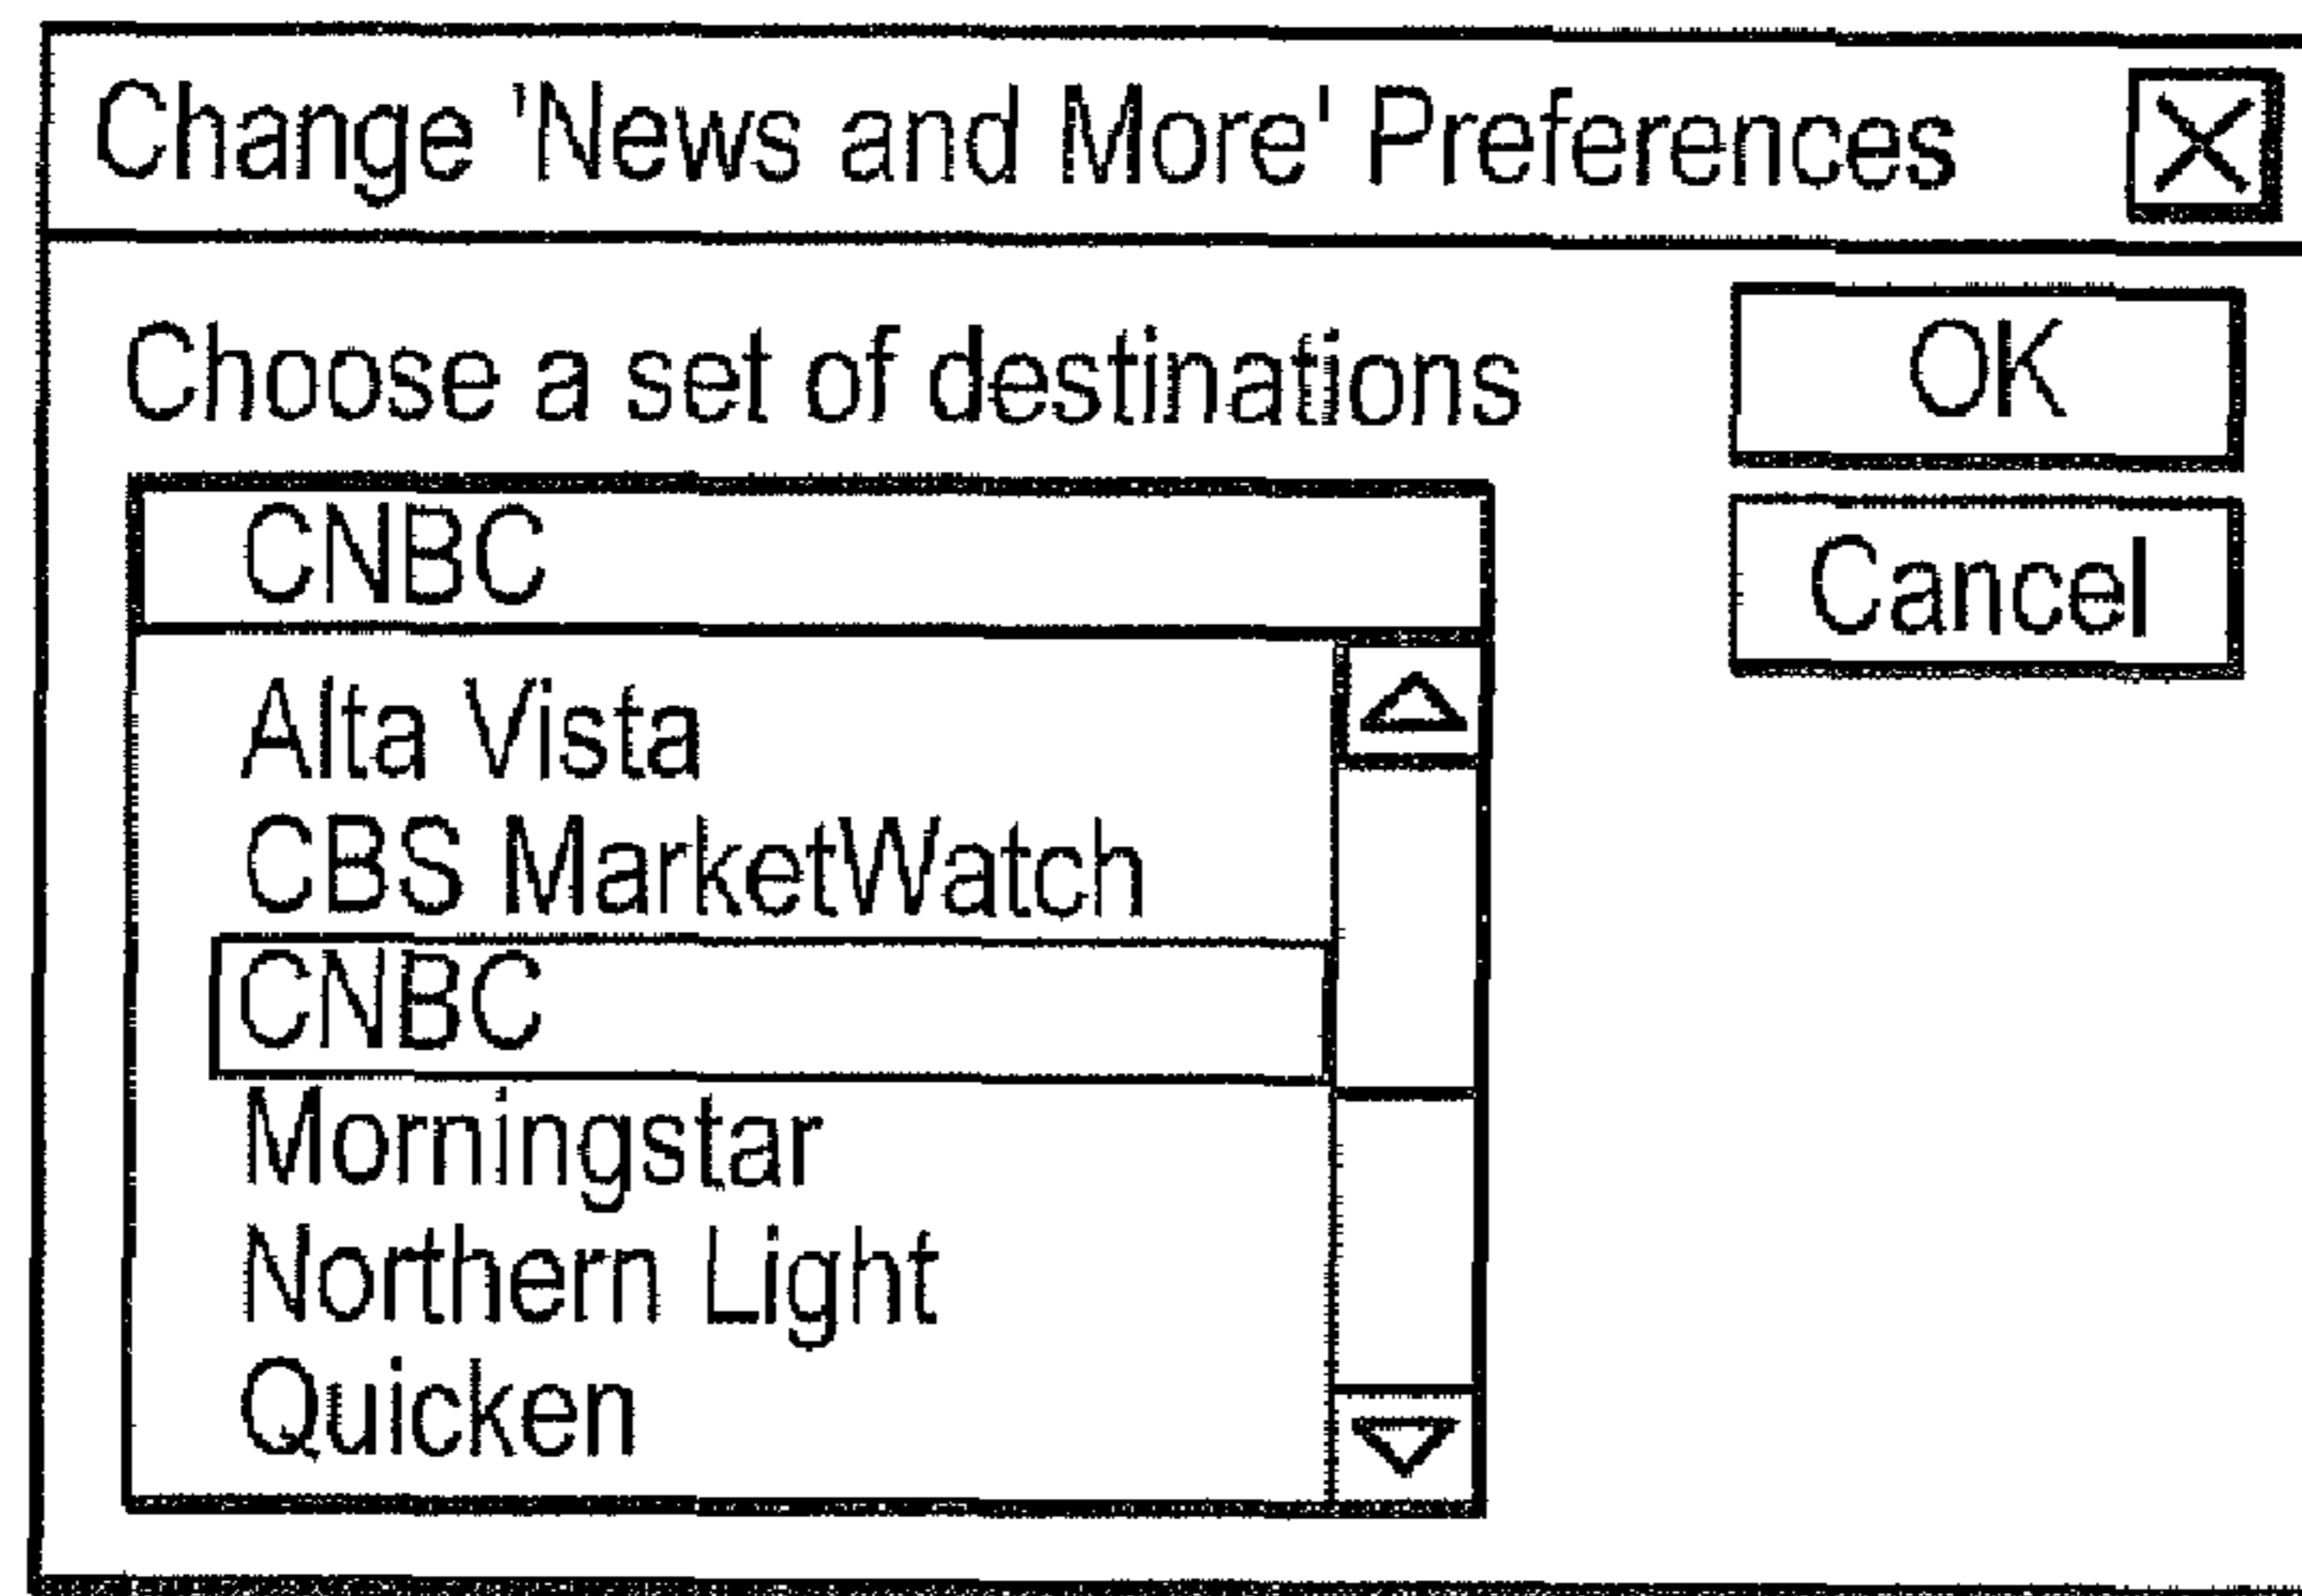 Change 'News and More' Preferences
Choose a set of destinations
OK
CNBC
Cancel
Alta Vista
CBS MarketWatch
CNBC
Morningstar
Northern Light
Quicken